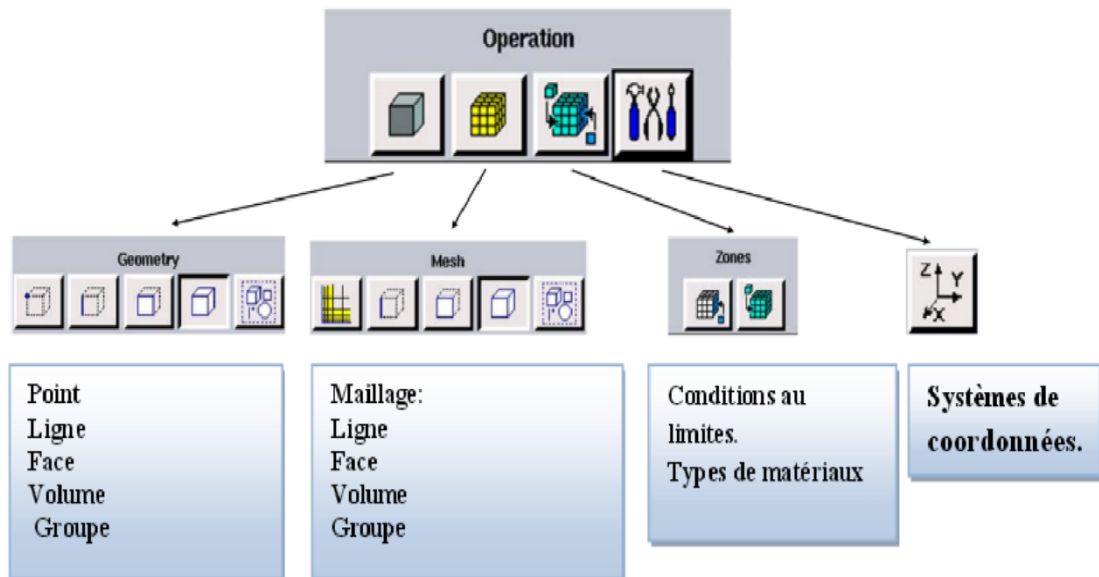 Operation
Geometry
Mesh
Zones
Z
Y
X
Point
Ligne
Face
Volume
Groupe
Maillage:
Ligne
Face
Volume
Groupe
Conditions au
limites.
Types de matériaux
Systèmes de
coordonnées.